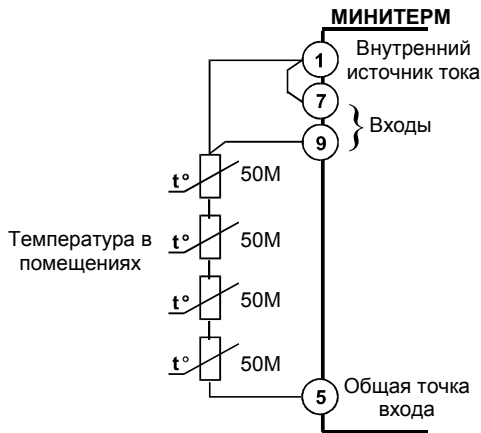 МИНИТЕРМ
1
Внутренний
источник тока
7
Входы
9
t° 50М
t° 50М
Температура в
помещениях
t° 50М
t° 50М
5
Общая точка
входа